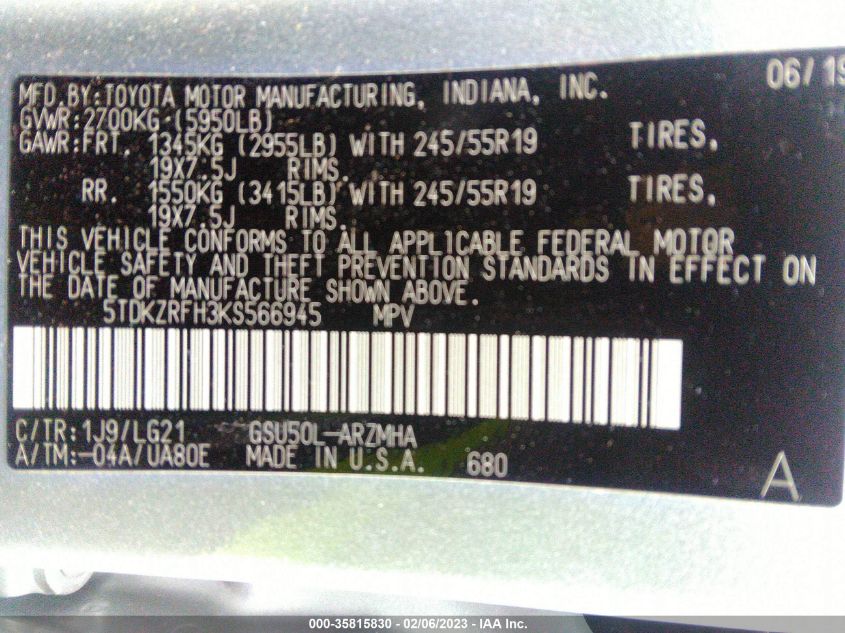 06/19
MFD.BY:TOYOTA MOTOR MANUFACTURING, INDIANA, INC.
GVWR:2700KG (5950LB)
GAWR:FRT. 1345KG (2955LB) WITH 245/55R19 TIRES,
19X7.5J RIMS.
RR. 1550KG (3415LB) WITH 245/55R19 TIRES,
19X7.5J RIMS.
THIS VEHICLE CONFORMS TO ALL APPLICABLE FEDERAL MOTOR
VEHICLE SAFETY AND THEFT PREVENTION STANDARDS IN EFFECT ON
THE DATE OF MANUFACTURE SHOWN ABOVE.
5TDKZRFH3KS566945 MPV
C/TR:1J9/LG21 GSU50L-ARZMHA
A/TM:-04A/UA80E MADE IN U.S.A. 680
A
000-35815830 - 02/06/2023 - IAA Inc.